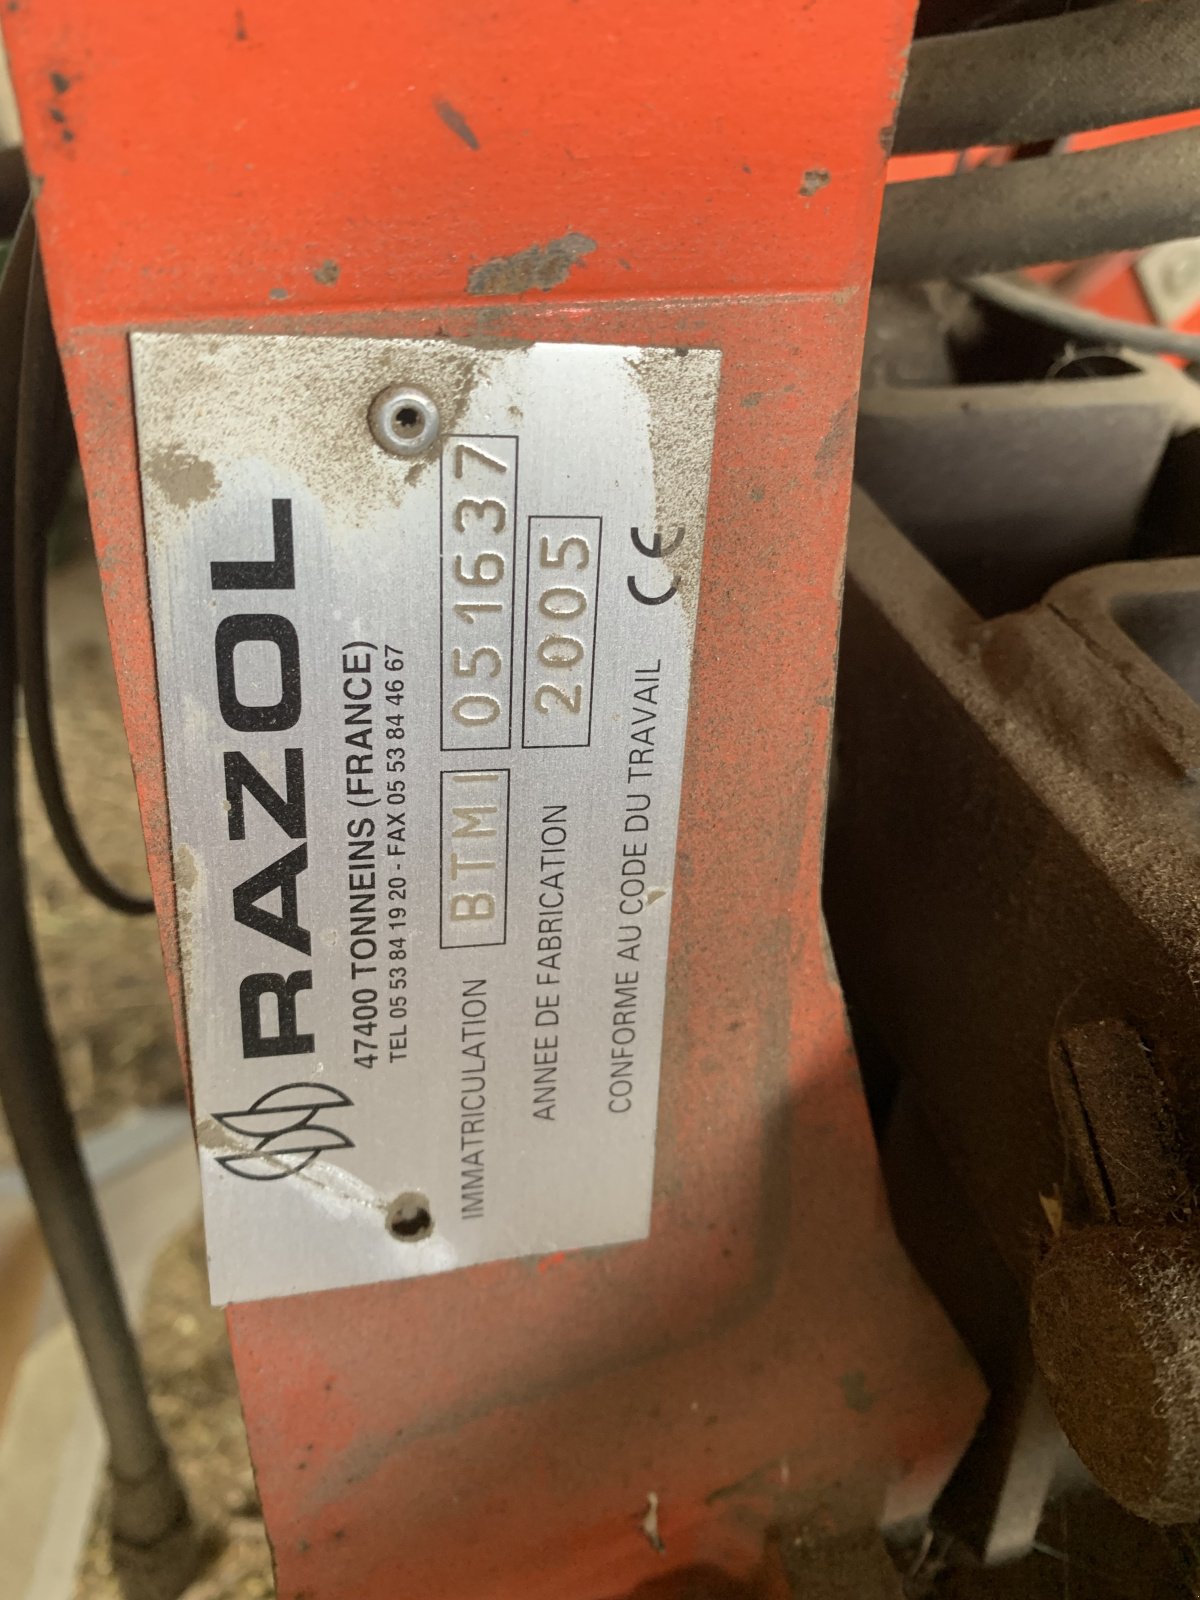 RAZOL
47400 TONNEINS (FRANCE)
TEL 05 53 84 19 20 - FAX 05 53 84 46 67
IMMATRICULATION BTMI 051637
ANNEE DE FABRICATION 2005
CONFORME AU CODE DU TRAVAIL CE